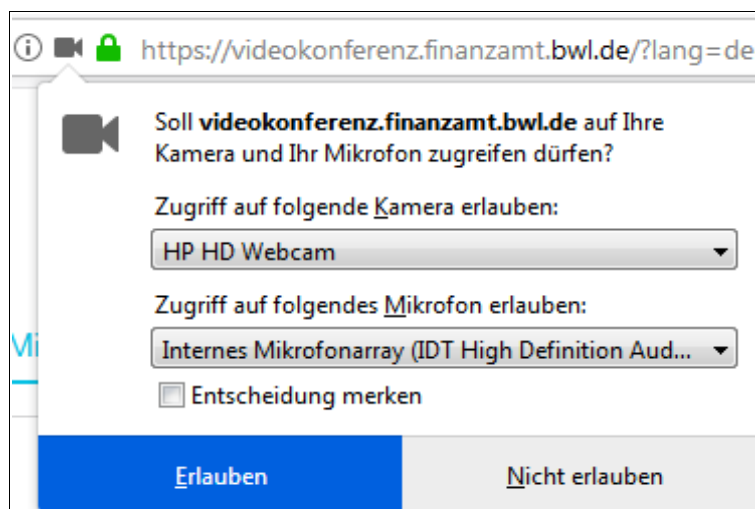 https://videokonferenz.finanzamt.bwl.de/?lang=de
Soll videokonferenz.finanzamt.bwl.de auf Ihre
Kamera und Ihr Mikrofon zugreifen dürfen?
Zugriff auf folgende Kamera erlauben:
HP HD Webcam
Zugriff auf folgendes Mikrofon erlauben:
Mi
Internes Mikrofonarray (IDT High Definition Aud...
Entscheidung merken
Erlauben
Nicht erlauben